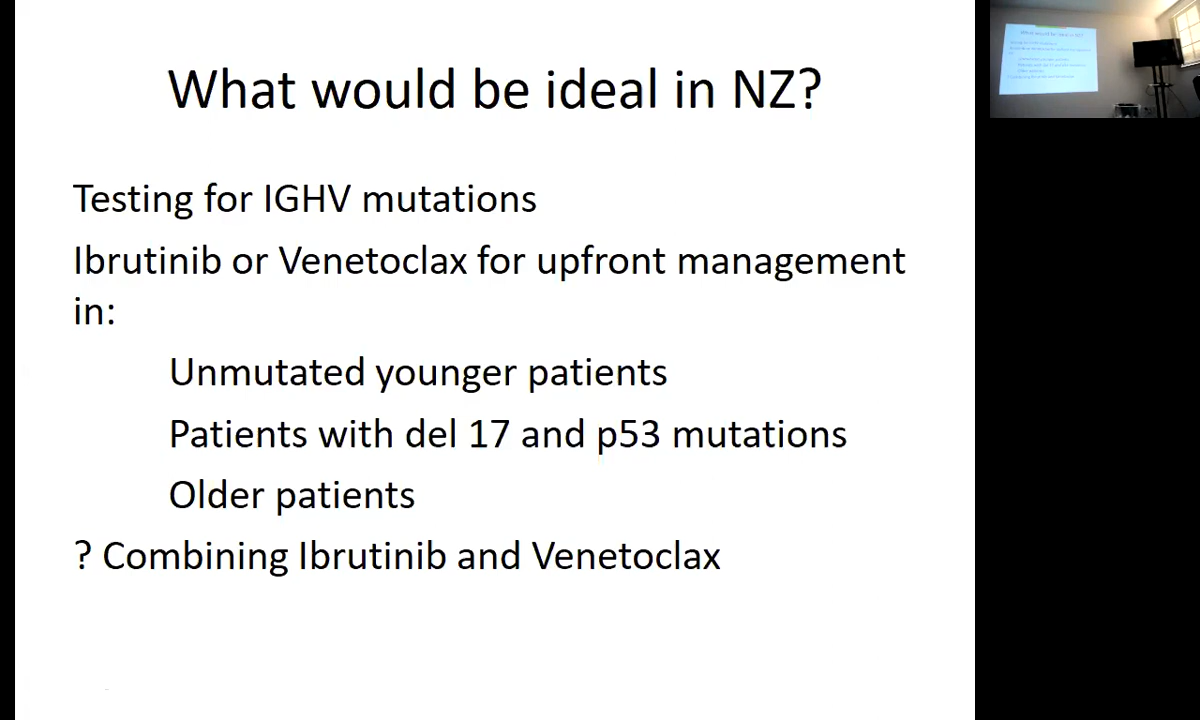 What would be ideal in NZ?
Testing for IGHV mutations
Ibrutinib or Venetoclax for upfront management
in:
Unmutated younger patients
Patients with del 17 and p53 mutations
Older patients
? Combining Ibrutinib and Venetoclax